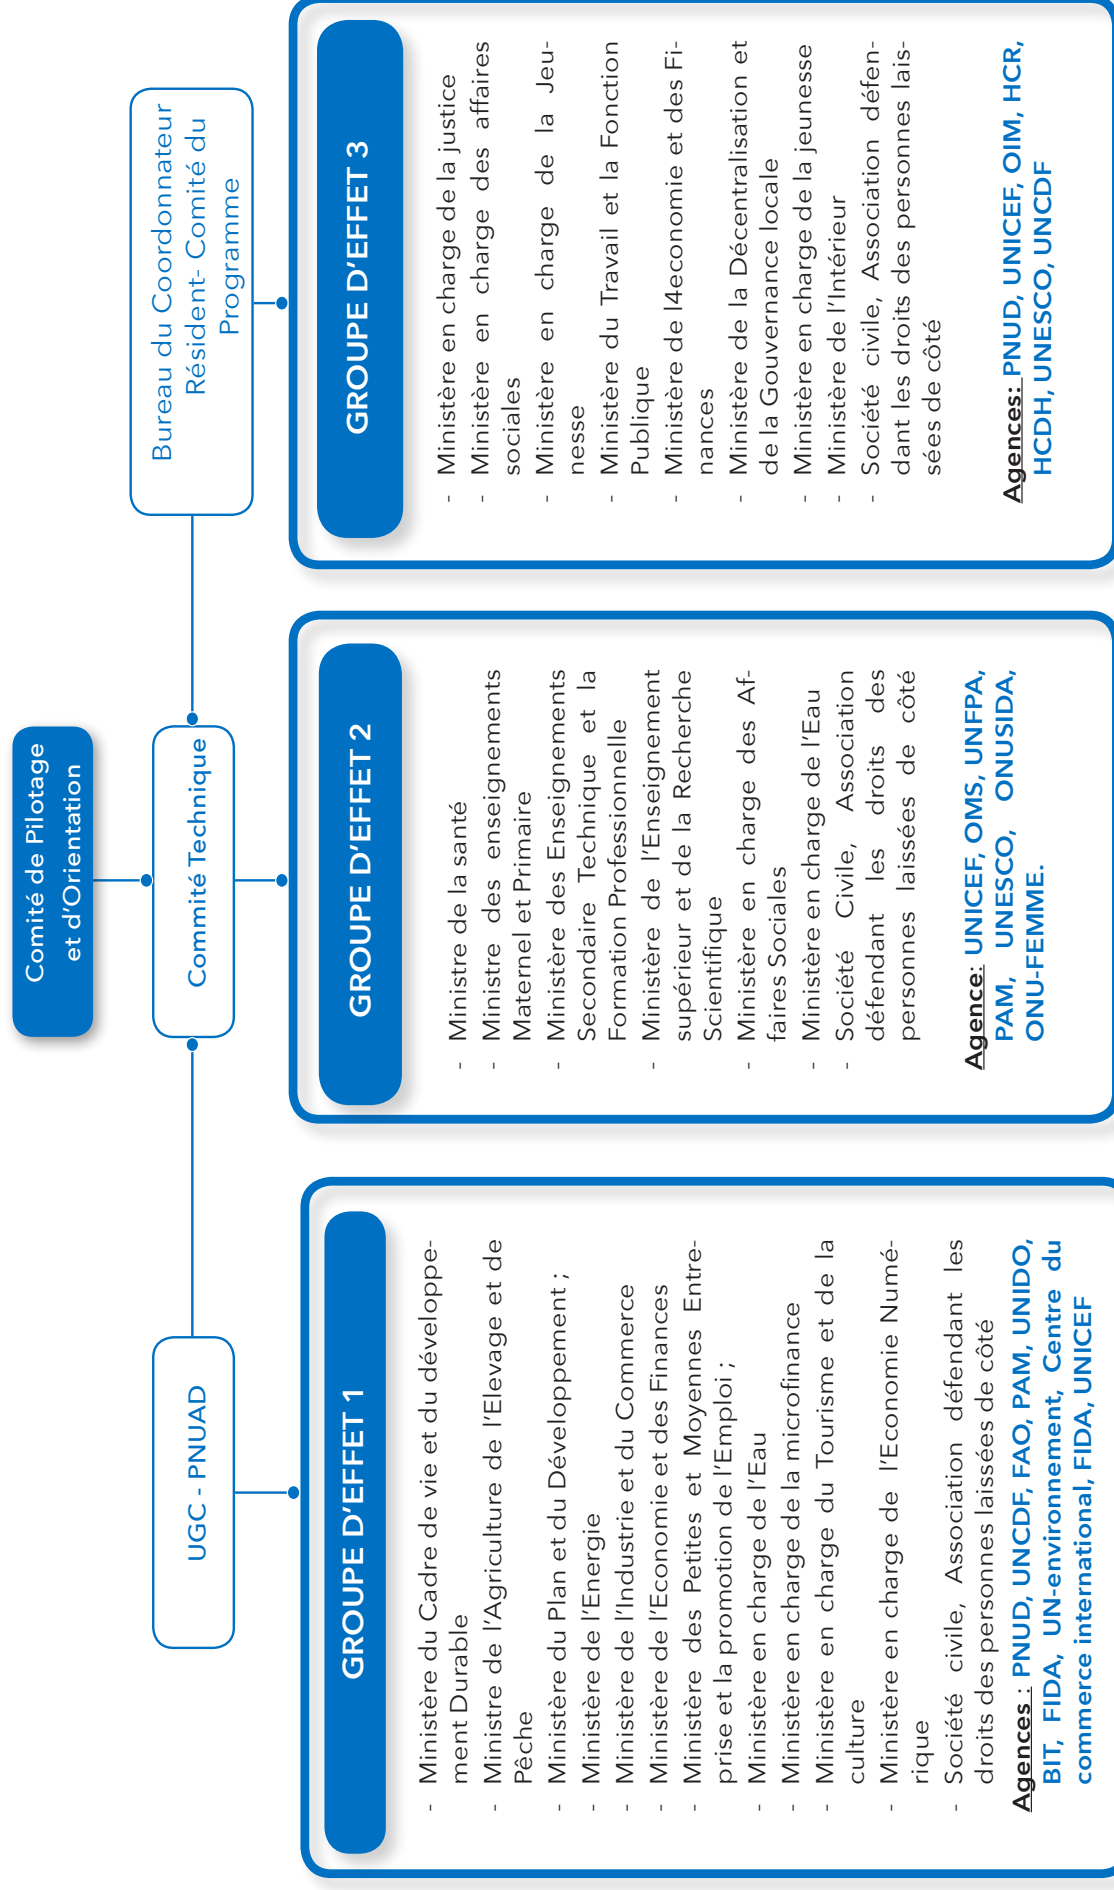 Comité de Pilotage
et d'Orientation
UGC - PNUAD
Commité Technique
Bureau du Coordonnateur
Résident- Comité du
Programme
GROUPE D'EFFET 1
- Ministère du Cadre de vie et du développe-
ment Durable
- Ministre de l'Agriculture de l'Elevage et de
Pêche
- Ministère du Plan et du Développement ;
- Ministère de l'Energie
- Ministère de l'Industrie et du Commerce
- Ministère de l'Economie et des Finances
- Ministère des Petites et Moyennes Entre-
prise et la promotion de l'Emploi ;
- Ministère en charge de l'Eau
- Ministère en charge de la microfinance
- Ministère en charge du Tourisme et de la
culture
- Ministère en charge de l'Economie Numé-
rique
- Société civile, Association défendant les
droits des personnes laissées de côté
Agences : PNUD, UNCDF, FAO, PAM, UNIDO,
BIT, FIDA, UN-environnement, Centre du
commerce international, FIDA, UNICEF
GROUPE D'EFFET 2
- Ministre de la santé
- Ministre des enseignements
Maternel et Primaire
- Ministère des Enseignements
Secondaire Technique et la
Formation Professionnelle
- Ministère de l'Enseignement
supérieur et de la Recherche
Scientifique
- Ministère en charge des Af-
faires Sociales
- Ministère en charge de l'Eau
- Société Civile, Association
défendant les droits des
personnes laissées de côté
Agence: UNICEF, OMS, UNFPA,
PAM, UNESCO, ONUSIDA,
ONU-FEMME.
GROUPE D'EFFET 3
- Ministère en charge de la justice
- Ministère en charge des affaires
sociales
- Ministère en charge de la Jeu-
nesse
- Ministère du Travail et la Fonction
Publique
- Ministère de l4economie et des Fi-
nances
- Ministère de la Décentralisation et
de la Gouvernance locale
- Ministère en charge de la jeunesse
- Ministère de l'Intérieur
- Société civile, Association défen-
dant les droits des personnes lais-
sées de côté
Agences: PNUD, UNICEF, OIM, HCR,
HCDH, UNESCO, UNCDF